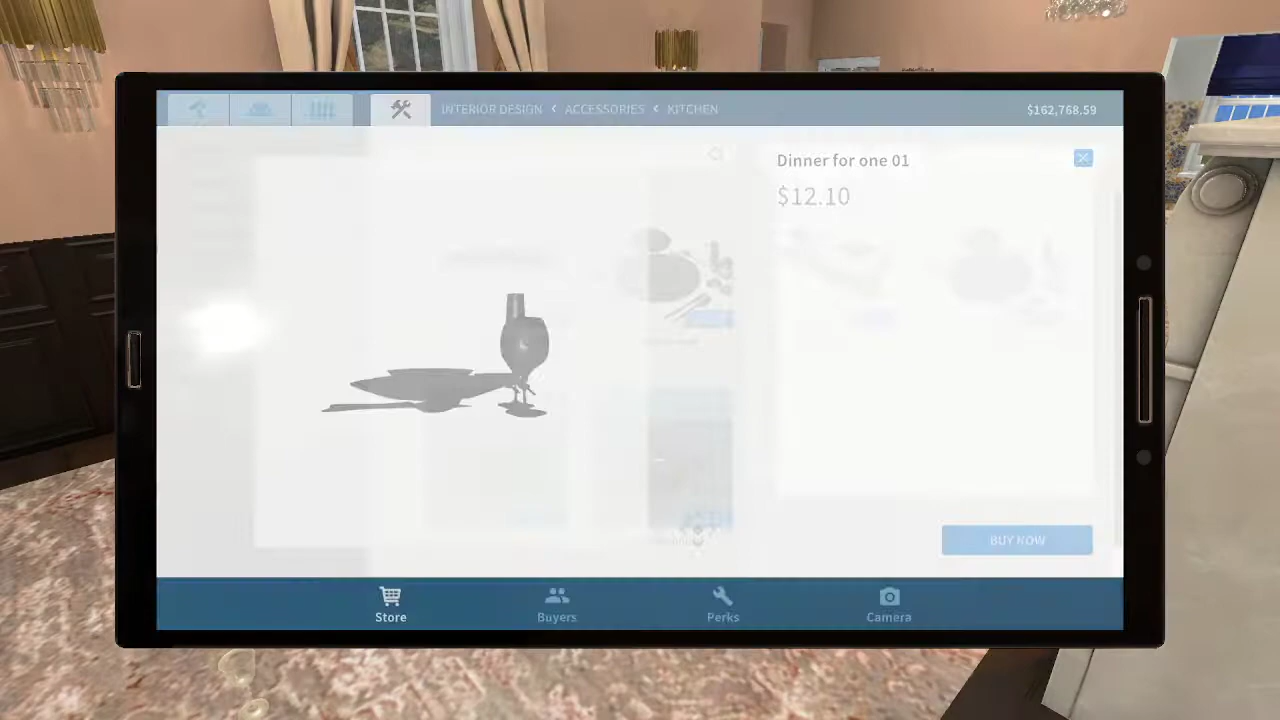 INTERIOR DESIGN < ACCESSORIES < KITCHEN
$162,768.59
Dinner for one 01
$12.10
BUY NOW
Store
Buyers
Perks
Camera